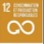 12 CONSOMMATION
ET PRODUCTION
RESPONSABLES